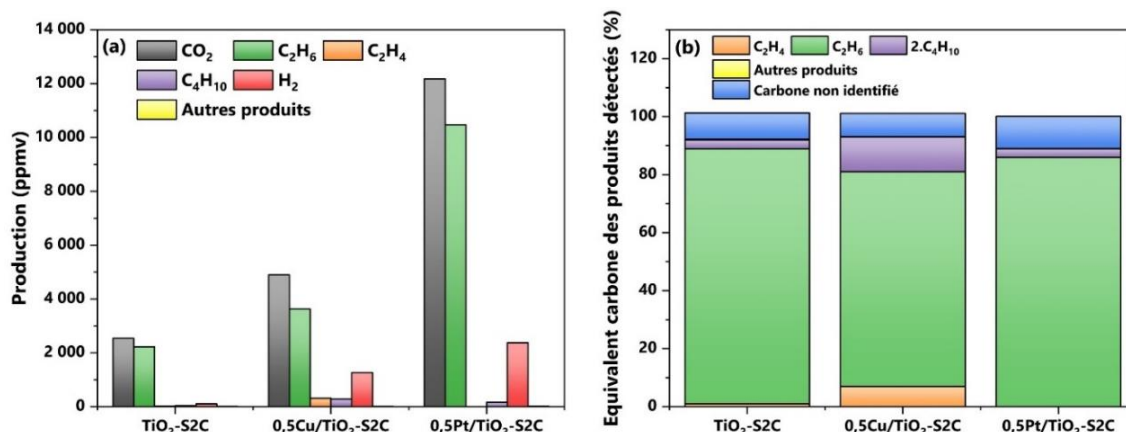 (a)
CO₂ C₂H₆ C₂H₄
C₄H₁₀ H₂
Autres produits
Production (ppmv)
14 000
12 000
10 000
8 000
6 000
4 000
2 000
0
TiO₂-S2C 0,5Cu/TiO₂-S2C 0,5Pt/TiO₂-S2C
(b)
C₂H₄ C₂H₆ 2.C₄H₁₀
Autres produits
Carbone non identifié
Equivalent carbone des produits détectés (%)
120
100
80
60
40
20
0
TiO₂-S2C 0,5Cu/TiO₂-S2C 0,5Pt/TiO₂-S2C